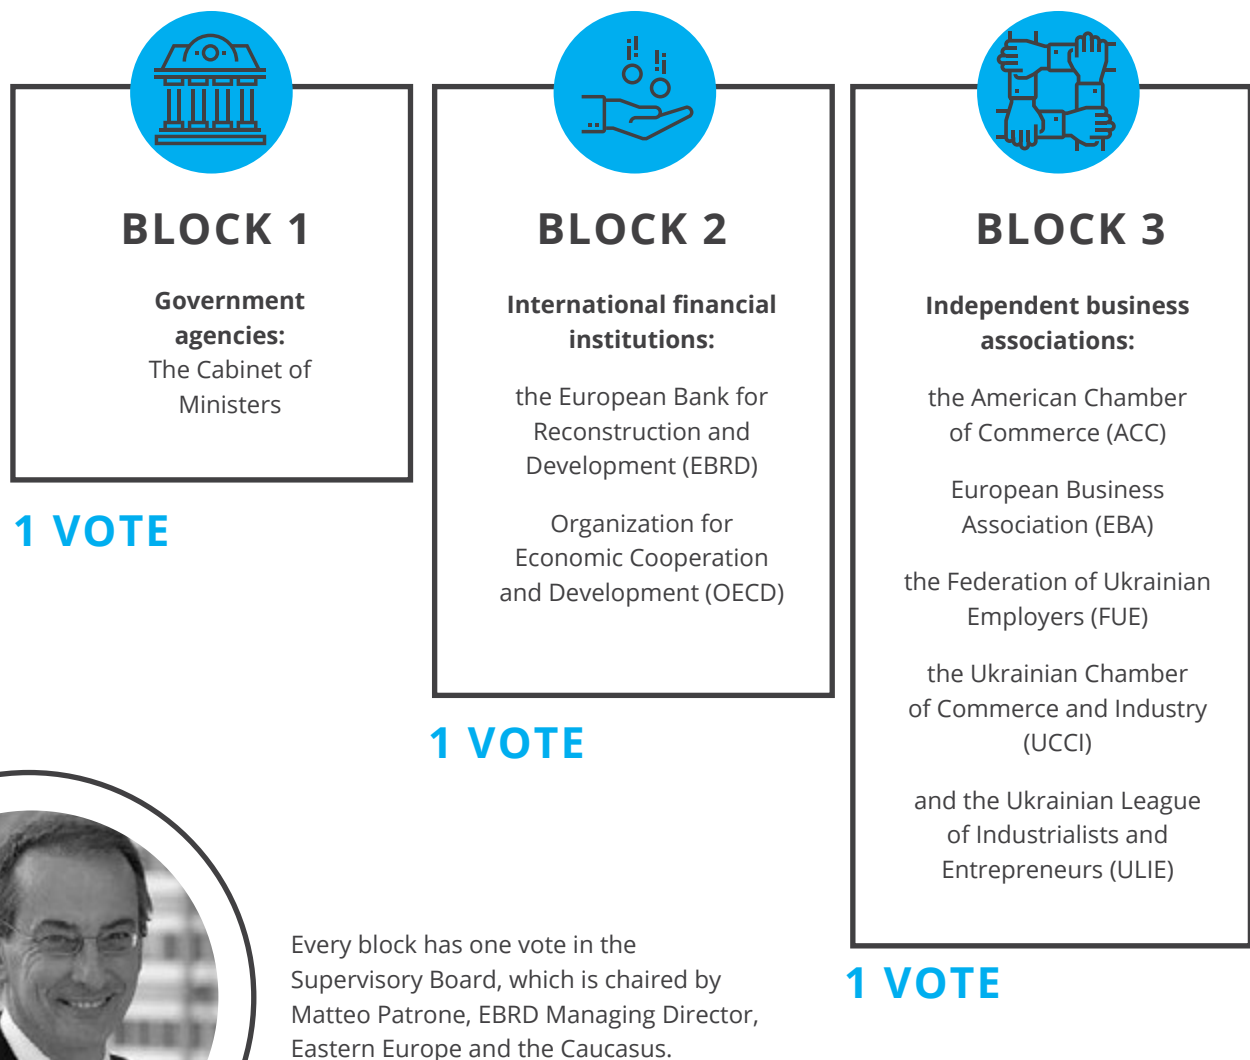 BLOCK 1
Government
agencies:
The Cabinet of
Ministers
1 VOTE
BLOCK 2
International financial
institutions:
the European Bank for
Reconstruction and
Development (EBRD)
Organization for
Economic Cooperation
and Development (OECD)
1 VOTE
BLOCK 3
Independent business
associations:
the American Chamber
of Commerce (ACC)
European Business
Association (EBA)
the Federation of Ukrainian
Employers (FUE)
the Ukrainian Chamber
of Commerce and Industry
(UCCI)
and the Ukrainian League
of Industrialists and
Entrepreneurs (ULIE)
1 VOTE
Every block has one vote in the
Supervisory Board, which is chaired by
Matteo Patrone, EBRD Managing Director,
Eastern Europe and the Caucasus.